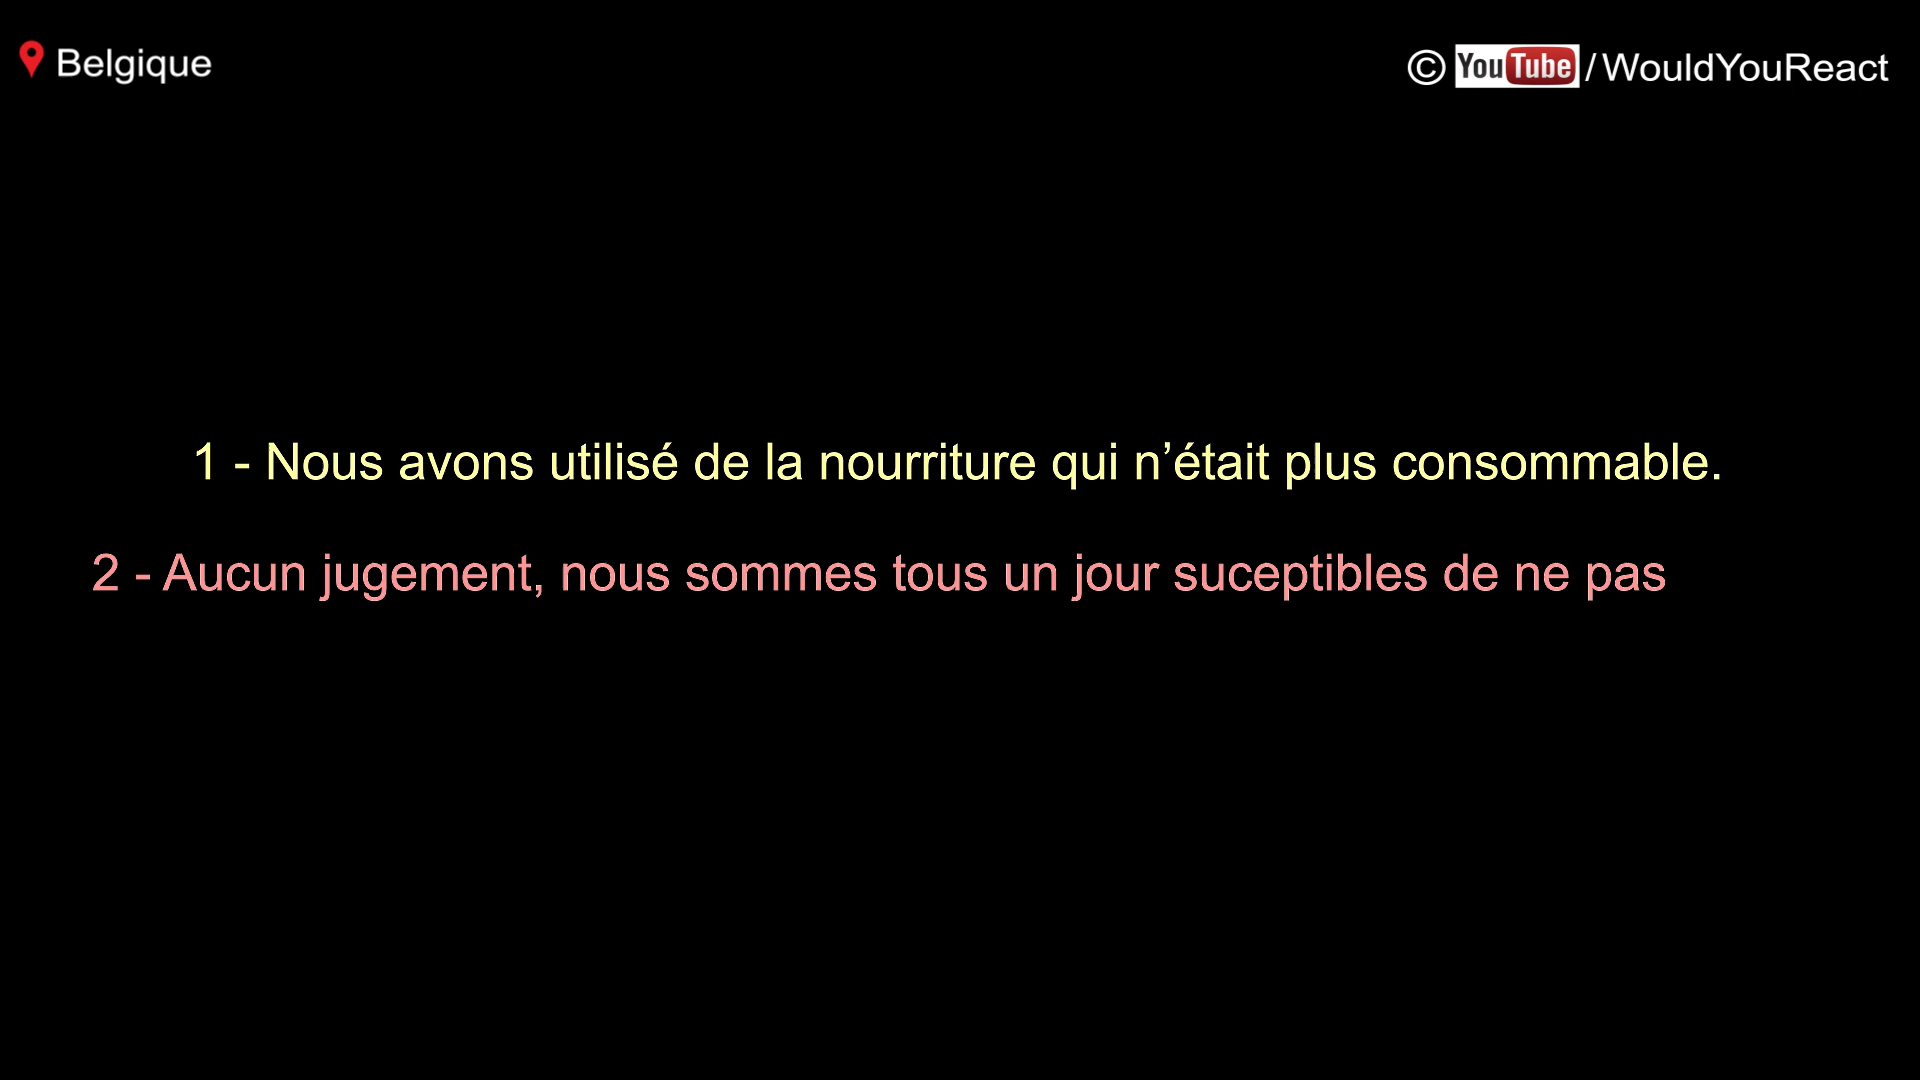 Belgique
© YouTube / WouldYouReact
1 - Nous avons utilisé de la nourriture qui n’était plus consommable.
2 - Aucun jugement, nous sommes tous un jour suceptibles de ne pas